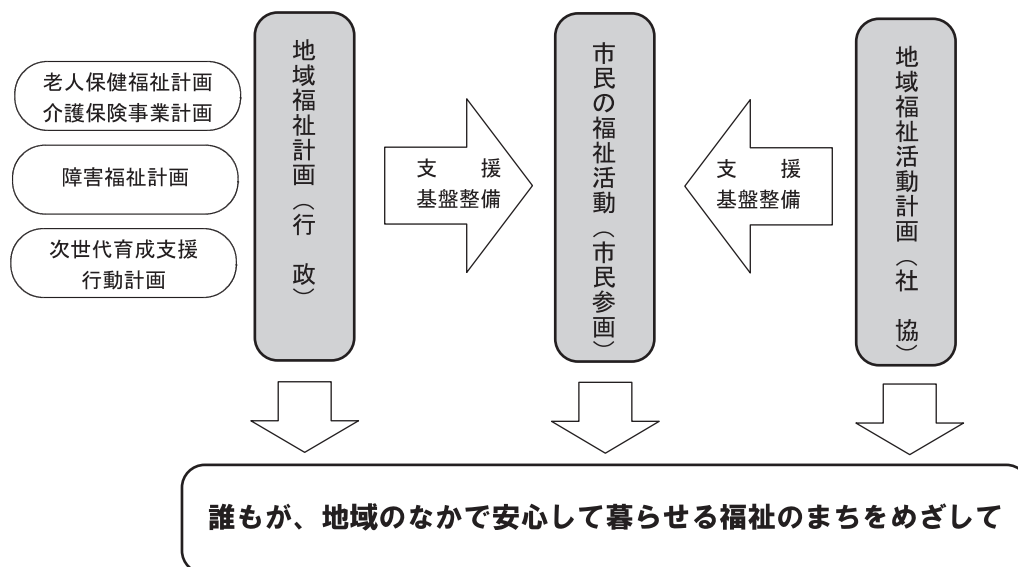 老人保健福祉計画
介護保険事業計画
障害福祉計画
次世代育成支援
行動計画
地域福祉計画（行　政）
支　　援
基盤整備
市民の福祉活動（市民参画）
支　　援
基盤整備
地域福祉活動計画（社　協）
誰もが、地域のなかで安心して暮らせる福祉のまちをめざして